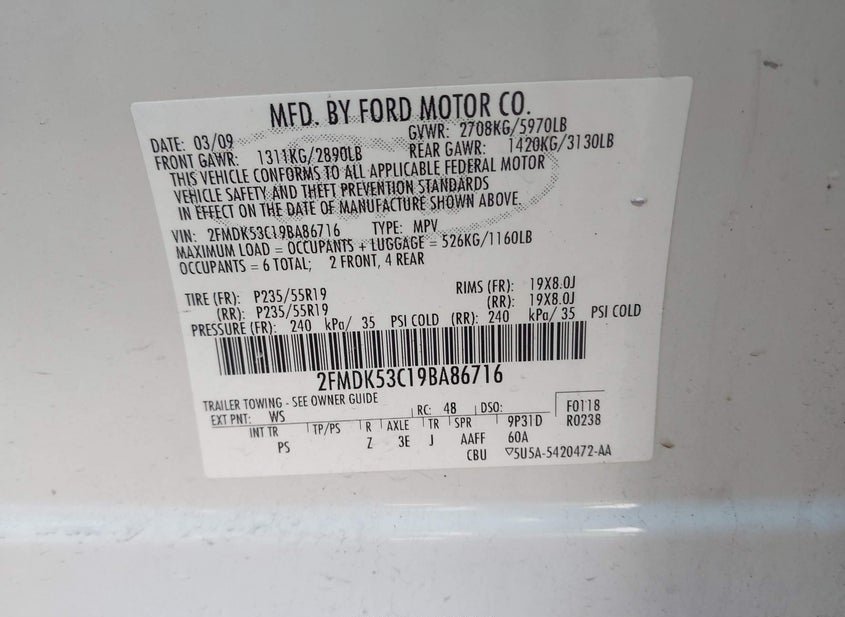 MFD. BY FORD MOTOR CO.
DATE: 03/09 GVWR: 2708KG/5970LB
FRONT GAWR: 1311KG/2890LB REAR GAWR: 1420KG/3130LB
THIS VEHICLE CONFORMS TO ALL APPLICABLE FEDERAL MOTOR
VEHICLE SAFETY AND THEFT PREVENTION STANDARDS
IN EFFECT ON THE DATE OF MANUFACTURE SHOWN ABOVE.
VIN: 2FMDK53C19BA86716 TYPE: MPV
MAXIMUM LOAD = OCCUPANTS + LUGGAGE = 526KG/1160LB
OCCUPANTS = 6 TOTAL; 2 FRONT, 4 REAR
TIRE (FR): P235/55R19 RIMS (FR): 19X8.0J
(RR): P235/55R19 (RR): 19X8.0J
PRESSURE (FR): 240 kPa/ 35 PSI COLD (RR): 240 kPa/ 35 PSI COLD
2FMDK53C19BA86716
TRAILER TOWING - SEE OWNER GUIDE
EXT PNT: WS RC: 48 DSO: F0118
INT TR TP/PS R AXLE TR SPR 9P31D R0238
PS Z 3E J AAFF 60A
CBU ▽5U5A-5420472-AA